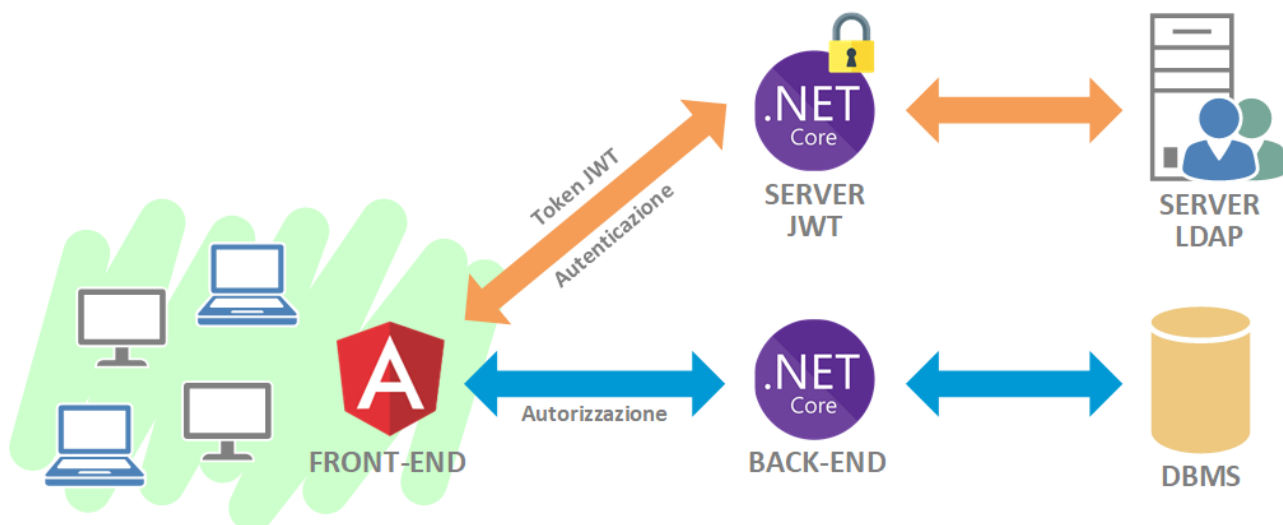 .NET
Core
SERVER
JWT
SERVER
LDAP
Token JWT
Autenticazione
A
FRONT-END
Autorizzazione
.NET
Core
BACK-END
DBMS